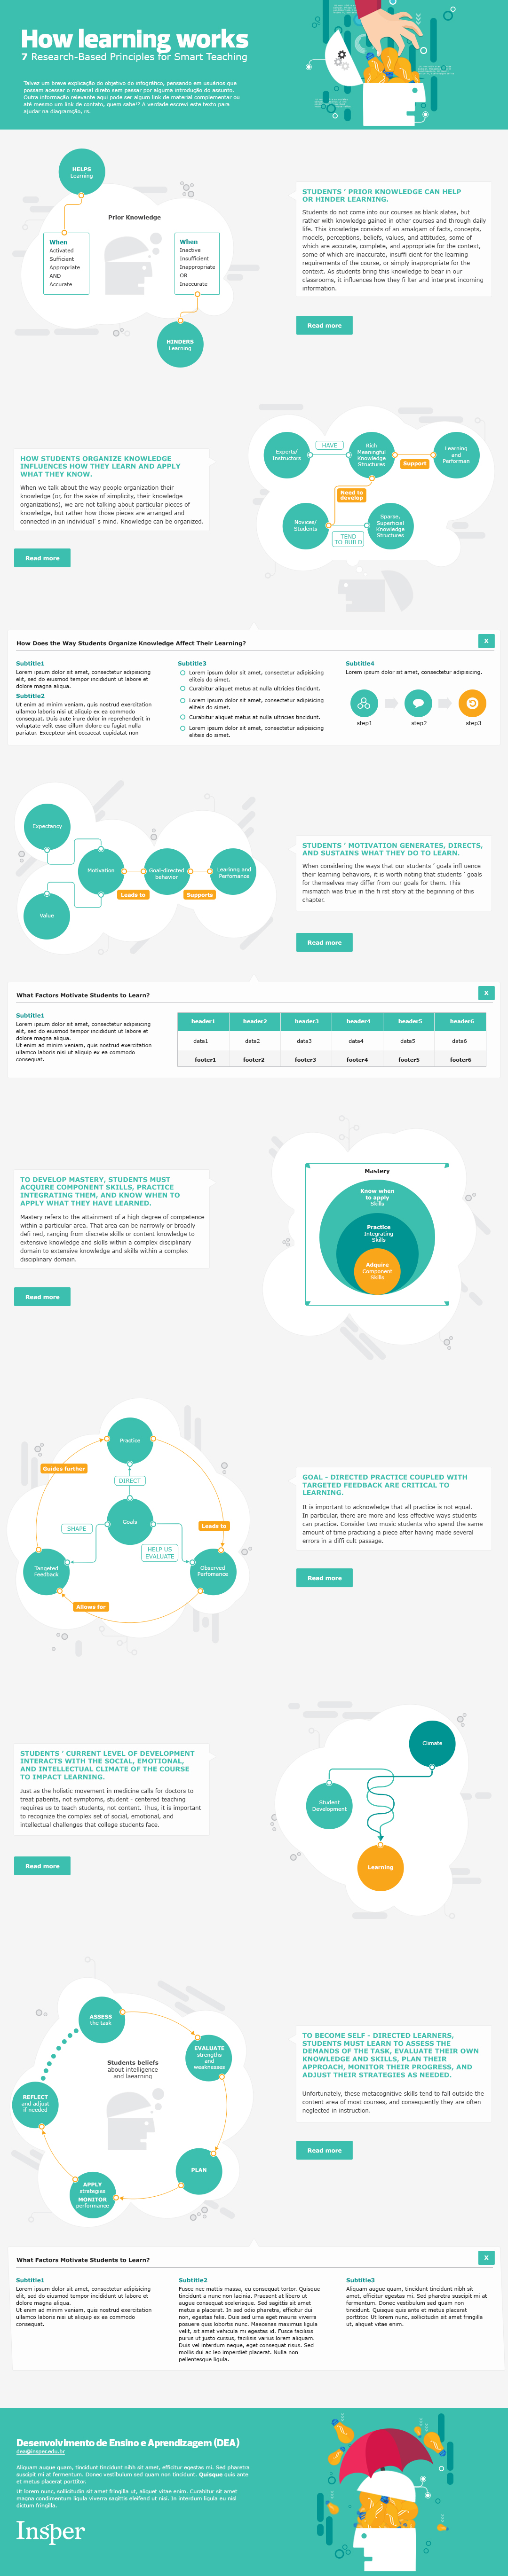 How learning works
7 Research-Based Principles for Smart Teaching
Talvez um breve explicação do objetivo do infográfico, pensando em usuários que
possam acessar o material direto sem passar por alguma introdução do assunto.
Outra informação relevante aqui pode ser algum link de material complementar ou
até mesmo um link de contato, quem saber!? A verdade escrevi este texto para
ajudar na diagramção, rs.
HELPS
Learning
Prior Knowledge
When
Activated
Sufficient
Appropriate
AND
Accurate
When
Inactive
Insufficient
Inappropriate
OR
Inaccurate
HINDERS
Learning
STUDENTS ' PRIOR KNOWLEDGE CAN HELP
OR HINDER LEARNING.
Students do not come into our courses as blank slates, but
rather with knowledge gained in other courses and through daily
life. This knowledge consists of an amalgam of facts, concepts,
models, perceptions, beliefs, values, and attitudes, some of
which are accurate, complete, and appropriate for the context,
some of which are inaccurate, insuffi cient for the learning
requirements of the course, or simply inappropriate for the
context. As students bring this knowledge to bear in our
classrooms, it influences how they fi lter and interpret incoming
information.
Read more
HOW STUDENTS ORGANIZE KNOWLEDGE
INFLUENCES HOW THEY LEARN AND APPLY
WHAT THEY KNOW.
When we talk about the way people organization their
knowledge (or, for the sake of simplicity, their knowledge
organizations), we are not talking about particular pieces of
knowledge, but rather how those pieces are arranged and
connected in an individual' s mind. Knowledge can be organized.
Read more
Experts/
Instructors
HAVE
Rich
Meaningful
Knowledge
Structures
Support
Learning
and
Performan
Need to
develop
Novices/
Students
TEND
TO BUILD
Sparse,
Superficial
Knowledge
Structures
How Does the Way Students Organize Knowledge Affect Their Learning?
X
Subtitle1
Lorem ipsum dolor sit amet, consectetur adipisicing
elit, sed do eiusmod tempor incididunt ut labore et
dolore magna aliqua.
Subtitle2
Ut enim ad minim veniam, quis nostrud exercitation
ullamco laboris nisi ut aliquip ex ea commodo
consequat. Duis aute irure dolor in reprehenderit in
voluptate velit esse cillum dolore eu fugiat nulla
pariatur. Excepteur sint occaecat cupidatat non
Subtitle3
Lorem ipsum dolor sit amet, consectetur adipisicing
eliteis do simet.
Curabitur aliquet metus at nulla ultricies tincidunt.
Lorem ipsum dolor sit amet, consectetur adipisicing
eliteis do simet.
Curabitur aliquet metus at nulla ultricies tincidunt.
Lorem ipsum dolor sit amet, consectetur adipisicing
eliteis do simet.
Subtitle4
Lorem ipsum dolor sit amet, consectetur adipisicing.
step1
step2
step3
Expectancy
Motivation
Goal-directed
behavior
Learinng and
Perfomance
Leads to
Supports
Value
STUDENTS ' MOTIVATION GENERATES, DIRECTS,
AND SUSTAINS WHAT THEY DO TO LEARN.
When considering the ways that our students ' goals infl uence
their learning behaviors, it is worth noting that students ' goals
for themselves may differ from our goals for them. This
mismatch was true in the fi rst story at the beginning of this
chapter.
Read more
What Factors Motivate Students to Learn?
X
Subtitle1
Lorem ipsum dolor sit amet, consectetur adipisicing
elit, sed do eiusmod tempor incididunt ut labore et
dolore magna aliqua.
Ut enim ad minim veniam, quis nostrud exercitation
ullamco laboris nisi ut aliquip ex ea commodo
consequat.
header1 header2 header3 header4 header5 header6
data1 data2 data3 data4 data5 data6
footer1 footer2 footer3 footer4 footer5 footer6
TO DEVELOP MASTERY, STUDENTS MUST
ACQUIRE COMPONENT SKILLS, PRACTICE
INTEGRATING THEM, AND KNOW WHEN TO
APPLY WHAT THEY HAVE LEARNED.
Mastery refers to the attainment of a high degree of competence
within a particular area. That area can be narrowly or broadly
defi ned, ranging from discrete skills or content knowledge to
extensive knowledge and skills within a complex disciplinary
domain to extensive knowledge and skills within a complex
disciplinary domain.
Read more
Mastery
Know when
to apply
Skills
Practice
Integrating
Skills
Adquire
Component
Skills
Practice
Guides further
DIRECT
Goals
SHAPE
HELP US
EVALUATE
Leads to
Tangeted
Feedback
Observed
Perfomance
Allows for
GOAL - DIRECTED PRACTICE COUPLED WITH
TARGETED FEEDBACK ARE CRITICAL TO
LEARNING.
It is important to acknowledge that all practice is not equal.
In particular, there are more and less effective ways students
can practice. Consider two music students who spend the same
amount of time practicing a piece after having made several
errors in a diffi cult passage.
Read more
STUDENTS ' CURRENT LEVEL OF DEVELOPMENT
INTERACTS WITH THE SOCIAL, EMOTIONAL,
AND INTELLECTUAL CLIMATE OF THE COURSE
TO IMPACT LEARNING.
Just as the holistic movement in medicine calls for doctors to
treat patients, not symptoms, student - centered teaching
requires us to teach students, not content. Thus, it is important
to recognize the complex set of social, emotional, and
intellectual challenges that college students face.
Read more
Climate
Student
Development
Learning
ASSESS
the task
Students beliefs
about intelligence
and laearning
EVALUATE
strengths
and
weaknesses
REFLECT
and adjust
if needed
PLAN
APPLY
strategies
MONITOR
performance
TO BECOME SELF - DIRECTED LEARNERS,
STUDENTS MUST LEARN TO ASSESS THE
DEMANDS OF THE TASK, EVALUATE THEIR OWN
KNOWLEDGE AND SKILLS, PLAN THEIR
APPROACH, MONITOR THEIR PROGRESS, AND
ADJUST THEIR STRATEGIES AS NEEDED.
Unfortunately, these metacognitive skills tend to fall outside the
content area of most courses, and consequently they are often
neglected in instruction.
Read more
What Factors Motivate Students to Learn?
X
Subtitle1
Lorem ipsum dolor sit amet, consectetur adipisicing
elit, sed do eiusmod tempor incididunt ut labore et
dolore magna aliqua.
Ut enim ad minim veniam, quis nostrud exercitation
ullamco laboris nisi ut aliquip ex ea commodo
consequat.
Subtitle2
Fusce nec mattis massa, eu consequat tortor. Quisque
tincidunt a nunc non lacinia. Praesent at libero ut
augue consequat scelerisque. Sed sagittis sit amet
metus a placerat. In sed odio pharetra, efficitur dui
non, egestas felis. Duis sed urna eget mauris viverra
posuere quis lobortis nunc. Maecenas maximus ligula
velit, sit amet vehicula mi egestas id. Fusce facilisis
purus ut justo cursus, facilisis varius lorem aliquam.
Duis vel interdum neque, eget consequat risus. Sed
mollis dui ac leo imperdiet placerat. Nulla non
pellentesque ligula.
Subtitle3
Aliquam augue quam, tincidunt tincidunt nibh sit
amet, efficitur egestas mi. Sed pharetra suscipit mi at
fermentum. Donec vestibulum sed quam non
tincidunt. Quisque quis ante et metus placerat
porttitor. Ut lorem nunc, sollicitudin sit amet fringilla
ut, aliquet vitae enim.
Desenvolvimento de Ensino e Aprendizagem (DEA)
dea@insper.edu.br
Aliquam augue quam, tincidunt tincidunt nibh sit amet, efficitur egestas mi. Sed pharetra
suscipit mi at fermentum. Donec vestibulum sed quam non tincidunt. Quisque quis ante
et metus placerat porttitor.
Ut lorem nunc, sollicitudin sit amet fringilla ut, aliquet vitae enim. Curabitur sit amet
magna condimentum ligula viverra sagittis eleifend ut nisi. In interdum ligula eu nisl
dictum fringilla.
Insper